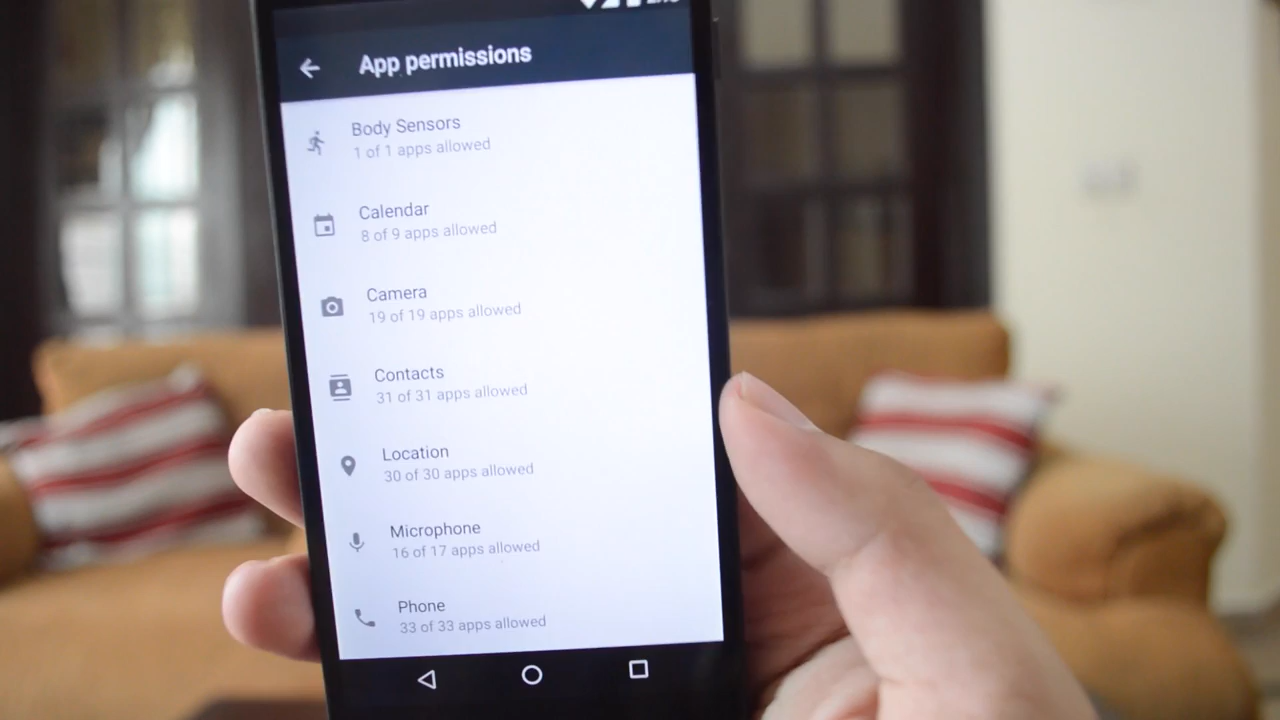 App permissions
Body Sensors
1 of 1 apps allowed
Calendar
8 of 9 apps allowed
Camera
19 of 19 apps allowed
Contacts
31 of 31 apps allowed
Location
30 of 30 apps allowed
Microphone
16 of 17 apps allowed
Phone
33 of 33 apps allowed